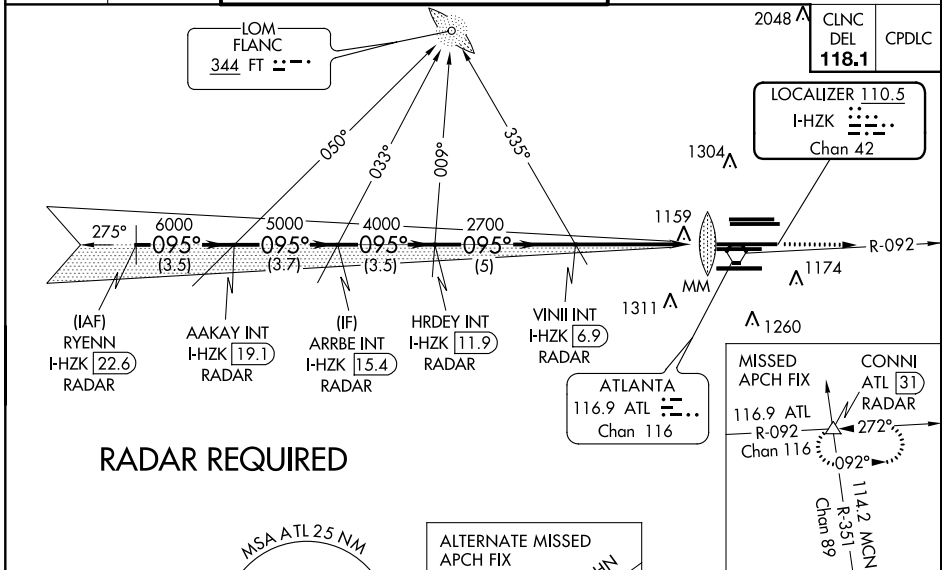 LOM
FLANC
344 FT
2048
CLNC
DEL
118.1
CPDLC
LOCALIZER 110.5
I-HZK
Chan 42
050°
033°
009°
335°
1304
1159
275°
6000
095°
(3.5)
5000
095°
(3.7)
4000
095°
(3.5)
2700
095°
(5)
R-092
MM
1174
1311
1260
(IAF)
RYENN
I-HZK 22.6
RADAR
AAKAY INT
I-HZK 19.1
RADAR
(IF)
ARRBE INT
I-HZK 15.4
RADAR
HRDEY INT
I-HZK 11.9
RADAR
VINII INT
I-HZK 6.9
RADAR
ATLANTA
116.9 ATL
Chan 116
MISSED
APCH FIX
CONNI
ATL 31
RADAR
116.9 ATL
R-092
Chan 116
272°
092°
114.2 MCN
R-351
Chan 89
RADAR REQUIRED
MSA ATL 25 NM
ALTERNATE MISSED
APCH FIX